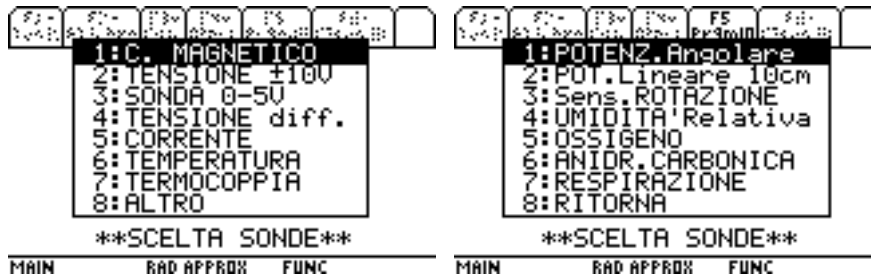 1:C. MAGNETICO
2:TENSIONE ±10V
3:SONDA 0-5V
4:TENSIONE diff.
5:CORRENTE
6:TEMPERATURA
7:TERMOCOPPIA
8:ALTRO
**SCELTA SONDE**
MAIN RAD APPROX FUNC
F5
PrgmIO
1:POTENZ.Angolare
2:POT.Lineare 10cm
3:Sens.ROTAZIONE
4:UMIDITA'Relativa
5:OSSIGENO
6:ANIDR.CARBONICA
7:RESPIRAZIONE
8:RITORNA
**SCELTA SONDE**
MAIN RAD APPROX FUNC